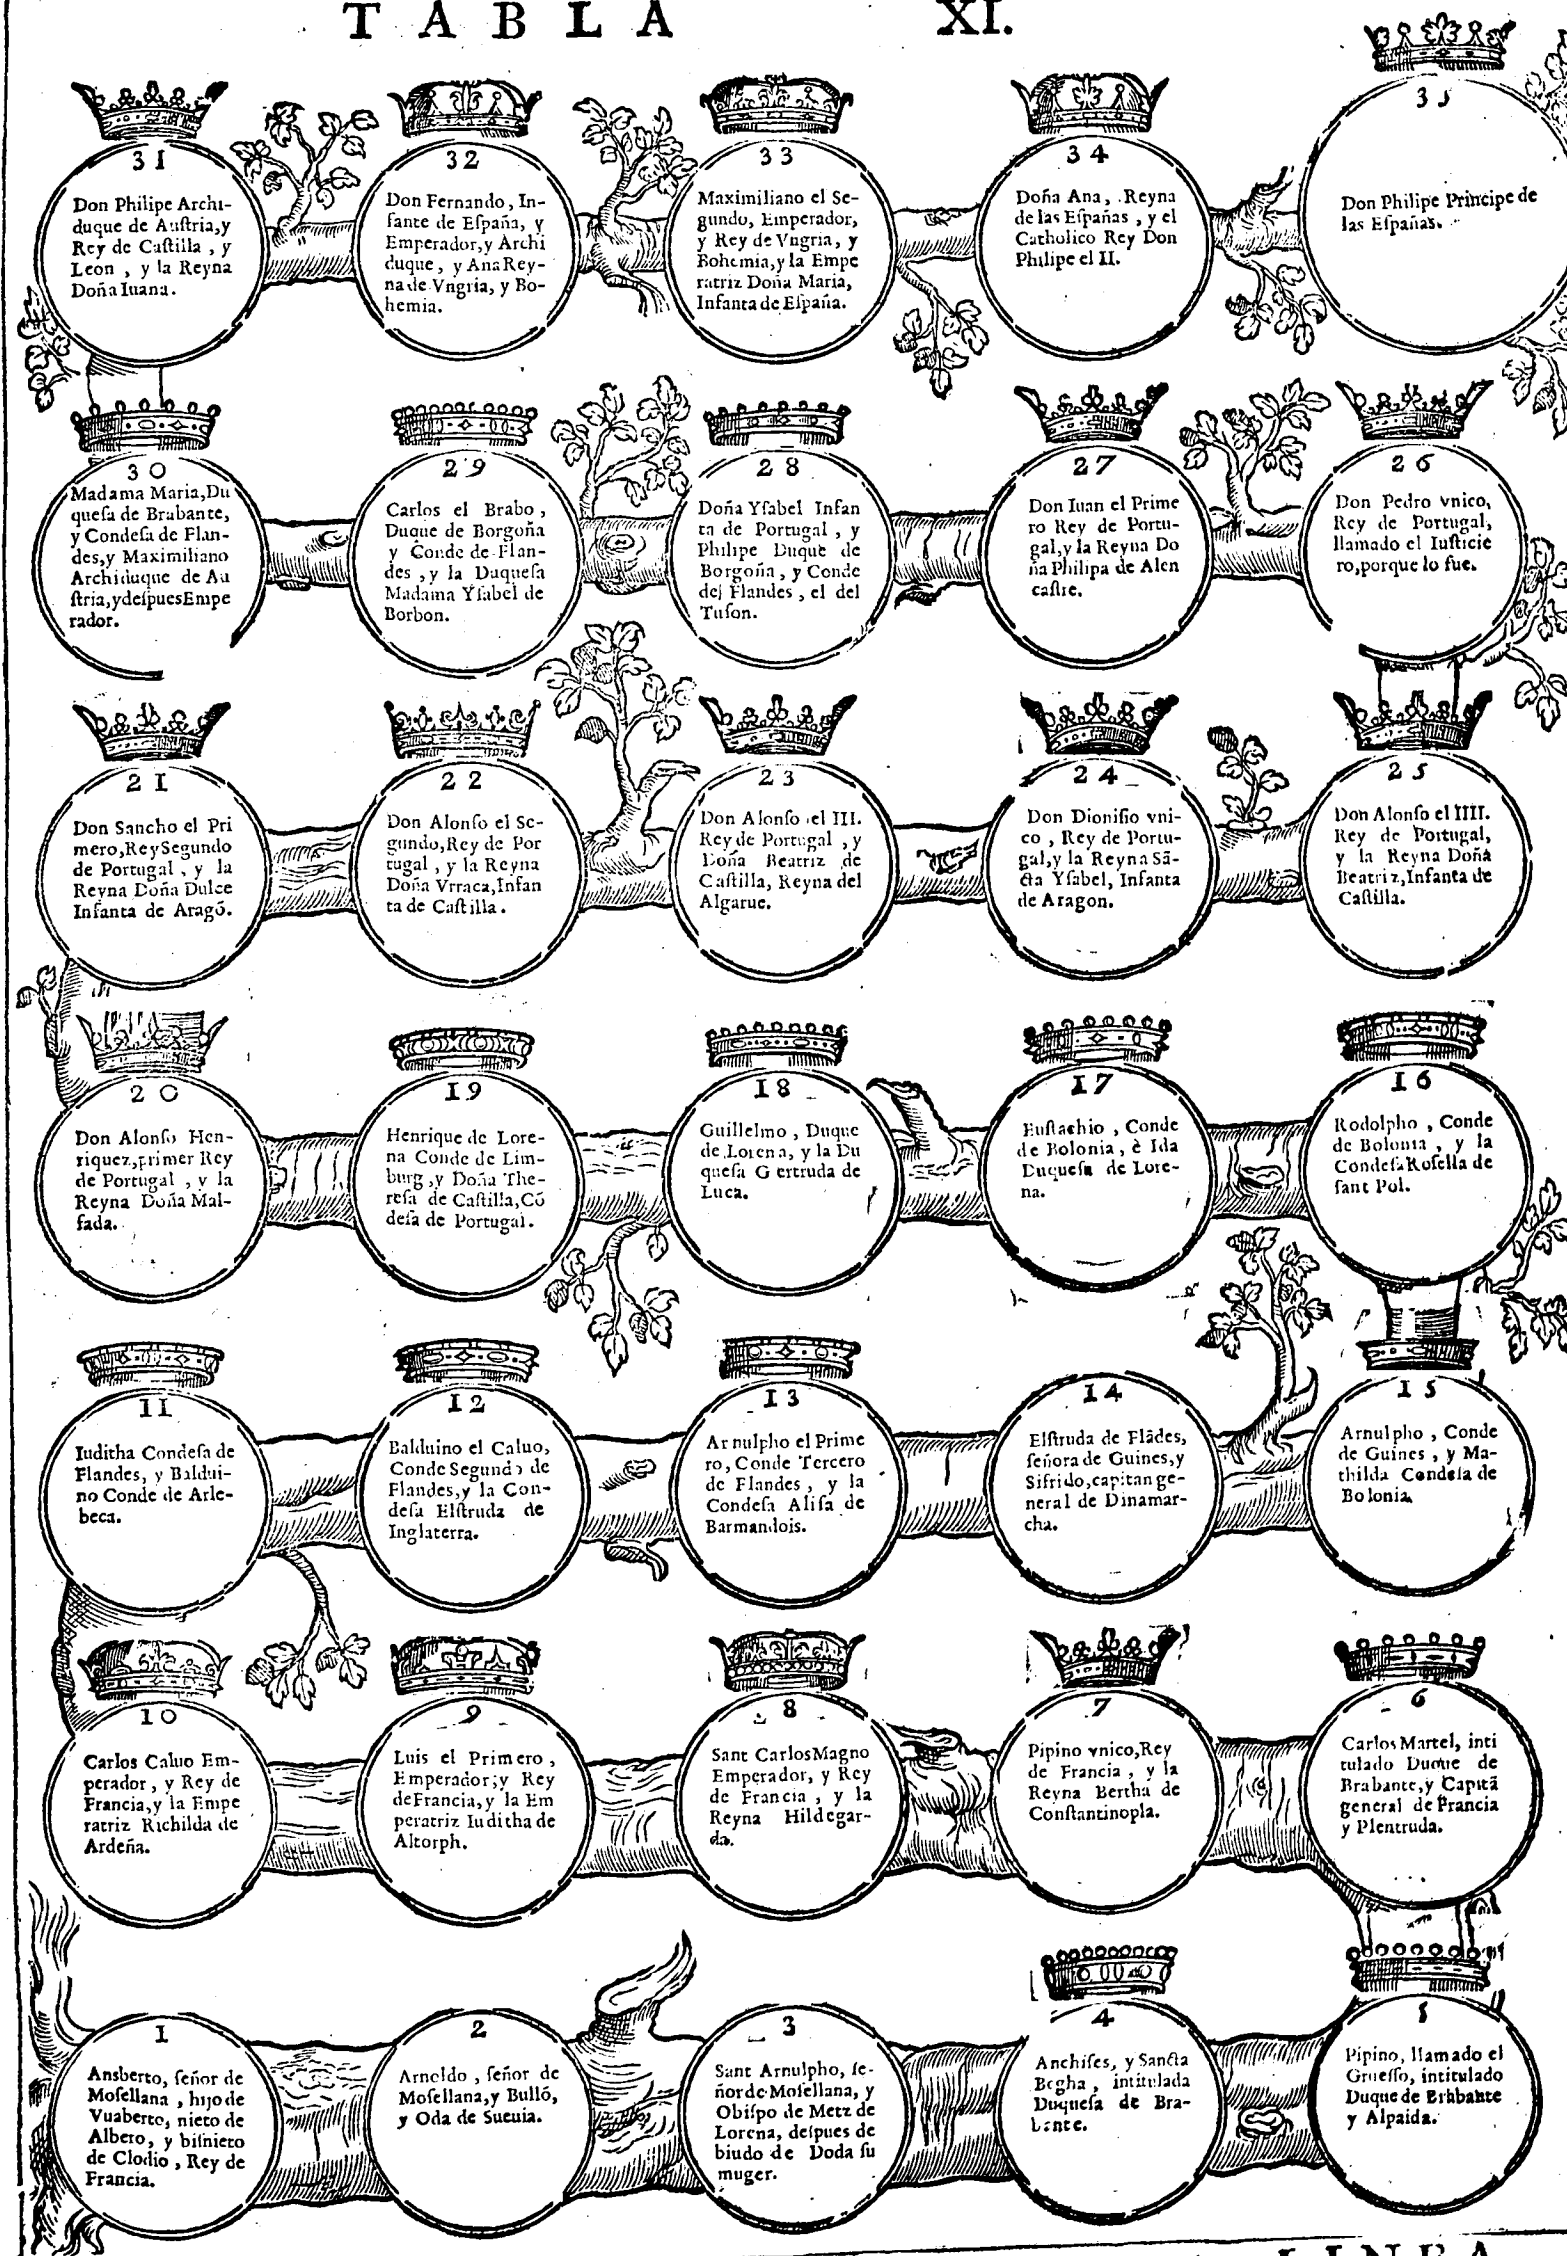 TABLA XI.
31
Don Philipe Archi-
duque de Auſtria,y
Rey de Caſtilla , y
Leon , y la Reyna
Doña Iuana.
32
Don Fernando, In-
fante de Eſpaña, y
Emperador,y Archi
duque, y Ana Rey-
na de Vngria, y Bo-
hemia.
33
Maximiliano el Se-
gundo, Emperador,
y Rey de Vngria, y
Bohemia,y la Empe
ratriz Doña Maria,
Infanta de Eſpaña.
34
Doña Ana, Reyna
de las Eſpañas, y el
Catholico Rey Don
Philipe el II.
35
Don Philipe Principe de
las Eſpañas.
30
Madama Maria,Du
queſa de Brabante,
y Condeſa de Flan-
des,y Maximiliano
Archiduque de Au
ſtria,y deſpues Empe
rador.
29
Carlos el Brabo,
Duque de Borgoña
y Conde de Flan-
des , y la Duqueſa
Madama Yſabel de
Borbon.
28
Doña Yſabel Infan
ta de Portugal, y
Philipe Duque de
Borgoña, y Conde
del Flandes, el del
Tuſon.
27
Don Iuan el Prime
ro Rey de Portu-
gal,y la Reyna Do
ña Philipa de Alen
caſtre.
26
Don Pedro vnico,
Rey de Portugal,
llamado el Iuſticie
ro,porque lo fue.
21
Don Sancho el Pri
mero,Rey Segundo
de Portugal, y la
Reyna Doña Dulce
Infanta de Aragō.
22
Don Alonſo el Se-
gundo,Rey de Por
tugal, y la Reyna
Doña Vrraca,Infan
ta de Caſtilla.
23
Don Alonſo el III.
Rey de Portugal, y
Doña Beatriz de
Caſtilla, Reyna del
Algarue.
24
Don Dioniſio vni-
co, Rey de Portu-
gal,y la Reyna Sā-
cta Yſabel, Infanta
de Aragon.
25
Don Alonſo el IIII.
Rey de Portugal,
y la Reyna Doña
Beatriz,Infanta de
Caſtilla.
20
Don Alonſo Hen-
riquez,primer Rey
de Portugal , y la
Reyna Doña Mal-
fada.
19
Henrique de Lore-
na Conde de Lim-
burg,y Doña The-
reſa de Caſtilla,Cō
deſa de Portugal.
18
Guillelmo, Duque
de Lorena, y la Du
queſa Gertruda de
Luca.
17
Euſtachio, Conde
de Bolonia, è Ida
Duqueſa de Lore-
na.
16
Rodolpho , Conde
de Bolonia, y la
Condeſa Roſella de
ſant Pol.
11
Iuditha Condeſa de
Flandes, y Baldui-
no Conde de Arle-
beca.
12
Balduino el Caluo,
Conde Segundo de
Flandes,y la Con-
deſa Elſtruda de
Inglaterra.
13
Arnulpho el Prime
ro, Conde Tercero
de Flandes, y la
Condeſa Aliſa de
Barmandois.
14
Elſtruda de Flādes,
ſeñora de Guines,y
Sifrido,capitan ge-
neral de Dinamar-
cha.
15
Arnulpho , Conde
de Guines, y Ma-
thilda Condeſa de
Bolonia.
10
Carlos Caluo Em-
perador, y Rey de
Francia,y la Empe
ratriz Richilda de
Ardeña.
9
Luis el Primero,
Emperador,y Rey
de Francia,y la Em
peratriz Iuditha de
Altorph.
8
Sant Carlos Magno
Emperador, y Rey
de Francia, y la
Reyna Hildegar-
da.
7
Pipino vnico,Rey
de Francia, y la
Reyna Bertha de
Conſtantinopla.
6
Carlos Martel, inti
tulado Duque de
Brabante,y Capitā
general de Francia
y Plentruda.
1
Ansberto, ſeñor de
Moſellana , hijo de
Vuaberto, nieto de
Albero, y biſnieto
de Clodio , Rey de
Francia.
2
Arnoldo , ſeñor de
Moſellana,y Bullō,
y Oda de Sueuia.
3
Sant Arnulpho, ſe-
ñor de Moſellana, y
Obiſpo de Metz de
Lorena, deſpues de
biudo de Doda ſu
muger.
4
Anchiſes, y Sancta
Begha, intitulada
Duqueſa de Bra-
bante.
5
Pipino, llamado el
Grueſſo, intitulado
Duque de Brabante
y Alpaida.
LINEA